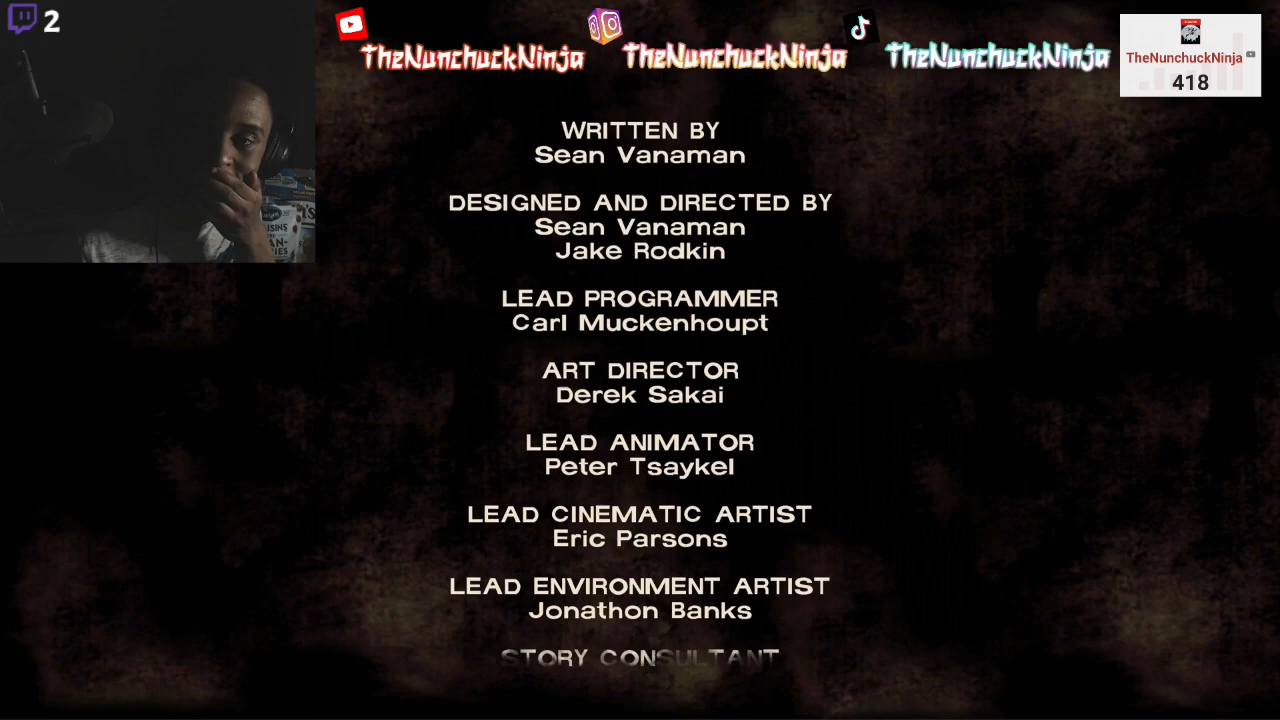 2
TheNunchuckNinja
TheNunchuckNinja
TheNunchuckNinja
TheNunchuckNinja
418
WRITTEN BY
Sean Vanaman
DESIGNED AND DIRECTED BY
Sean Vanaman
Jake Rodkin
LEAD PROGRAMMER
Carl Muckenhoupt
ART DIRECTOR
Derek Sakai
LEAD ANIMATOR
Peter Tsaykel
LEAD CINEMATIC ARTIST
Eric Parsons
LEAD ENVIRONMENT ARTIST
Jonathon Banks
STORY CONSULTANT